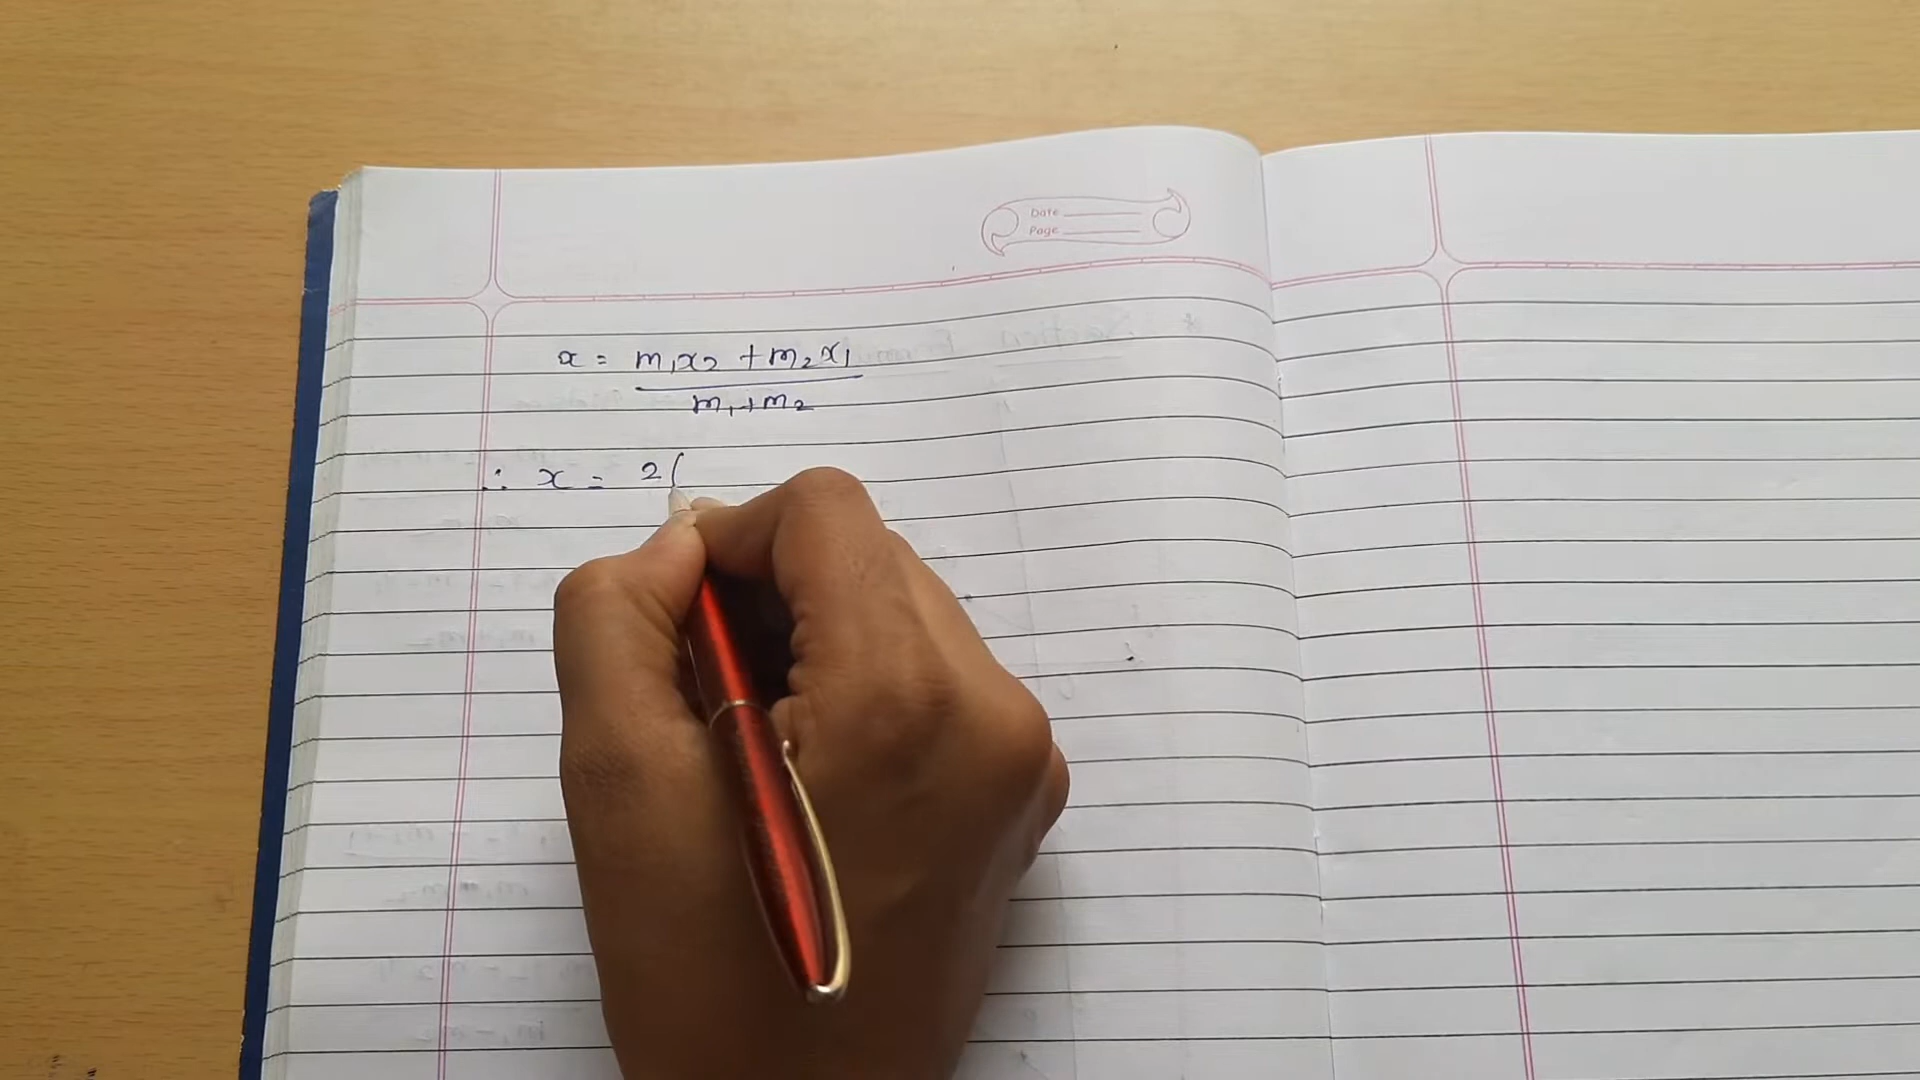 Date
Page
x = m₁x₂ + m₂x₁
m₁ + m₂
∴ x = 2(